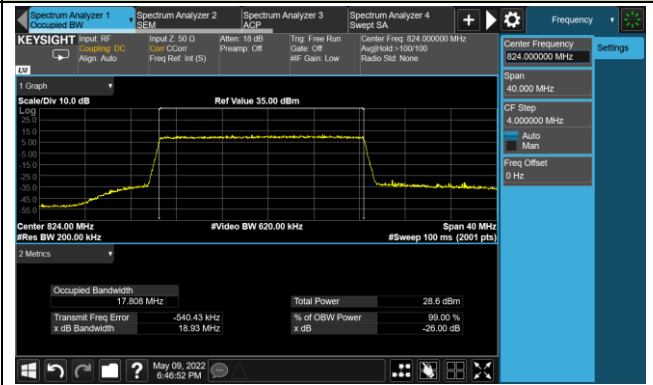 Spectrum Analyzer 1
Occupied BW
Spectrum Analyzer 2
SEM
Spectrum Analyzer 3
ACP
Spectrum Analyzer 4
Swept SA
+
Frequency
KEYSIGHT
Input: RF
Coupling: DC
Align: Auto
Input Z: 50 Ω
Corr CCorr
Freq Ref: Int (S)
Atten: 18 dB
Preamp: Off
Trig: Free Run
Gate: Off
#IF Gain: Low
Center Freq: 824.000000 MHz
Avg|Hold:>100/100
Radio Std: None
LXI
Center Frequency
824.000000 MHz
Settings
Span
40.000 MHz
CF Step
4.000000 MHz
Auto
Man
Freq Offset
0 Hz
1 Graph
Scale/Div 10.0 dB
Ref Value 35.00 dBm
Log
25.0
15.0
5.00
-5.00
-15.0
-25.0
-35.0
-45.0
-55.0
Center 824.00 MHz
#Res BW 200.00 kHz
#Video BW 620.00 kHz
Span 40 MHz
#Sweep 100 ms (2001 pts)
2 Metrics
Occupied Bandwidth
17.808 MHz
Total Power
28.6 dBm
Transmit Freq Error
-540.43 kHz
% of OBW Power
99.00 %
x dB Bandwidth
18.93 MHz
x dB
-26.00 dB
?
May 09, 2022
6:46:52 PM